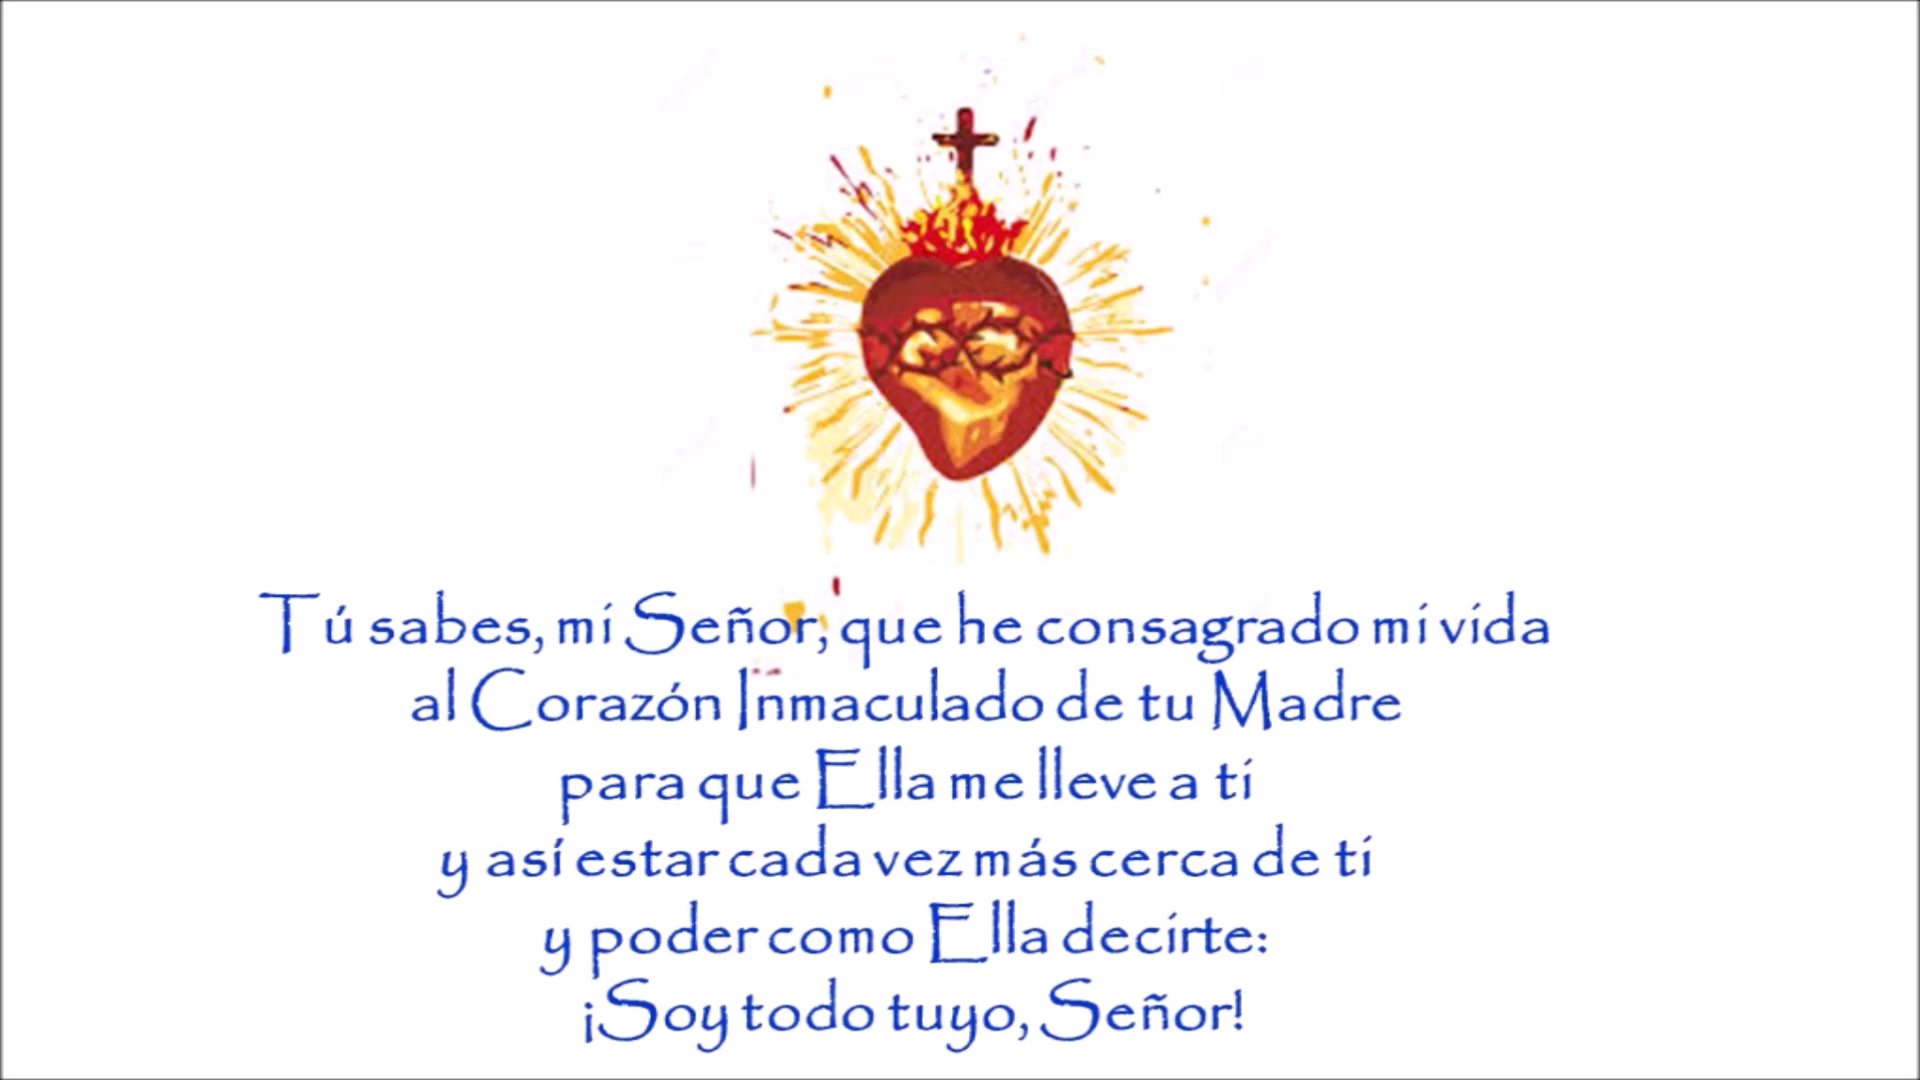 Tú sabes, mi Señor, que he consagrado mi vida
al Corazón Inmaculado de tu Madre
para que Ella me lleve a ti
y así estar cada vez más cerca de ti
y poder como Ella decirte:
¡Soy todo tuyo, Señor!